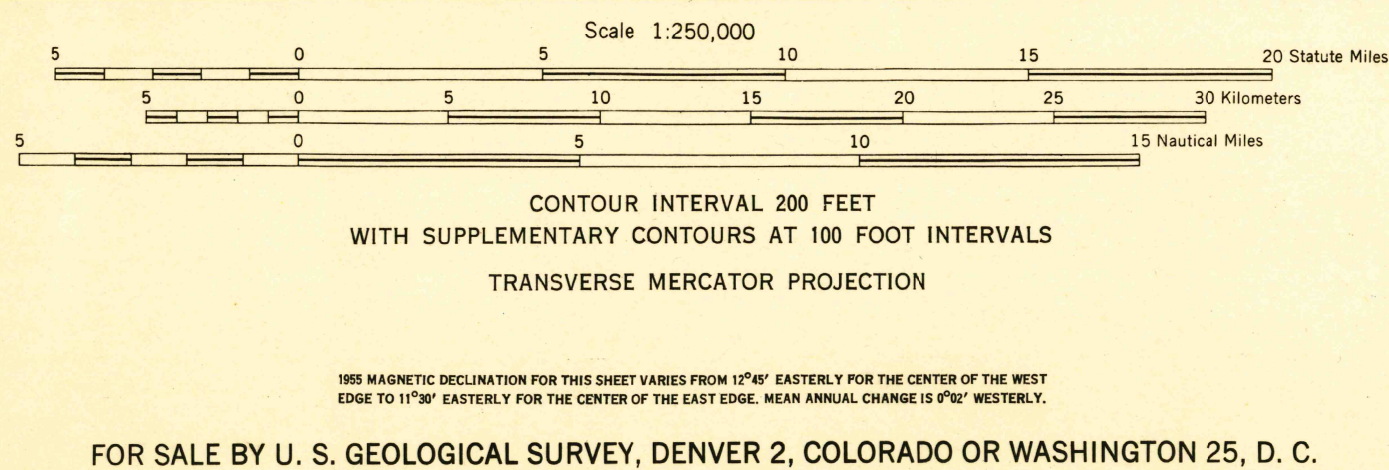 Scale 1:250,000
5 0 5 10 15 20 Statute Miles
5 0 5 10 15 20 25 30 Kilometers
5 0 5 10 15 Nautical Miles
CONTOUR INTERVAL 200 FEET
WITH SUPPLEMENTARY CONTOURS AT 100 FOOT INTERVALS
TRANSVERSE MERCATOR PROJECTION
1955 MAGNETIC DECLINATION FOR THIS SHEET VARIES FROM 12°45′ EASTERLY FOR THE CENTER OF THE WEST
EDGE TO 11°30′ EASTERLY FOR THE CENTER OF THE EAST EDGE. MEAN ANNUAL CHANGE IS 0°02′ WESTERLY.
FOR SALE BY U. S. GEOLOGICAL SURVEY, DENVER 2, COLORADO OR WASHINGTON 25, D. C.